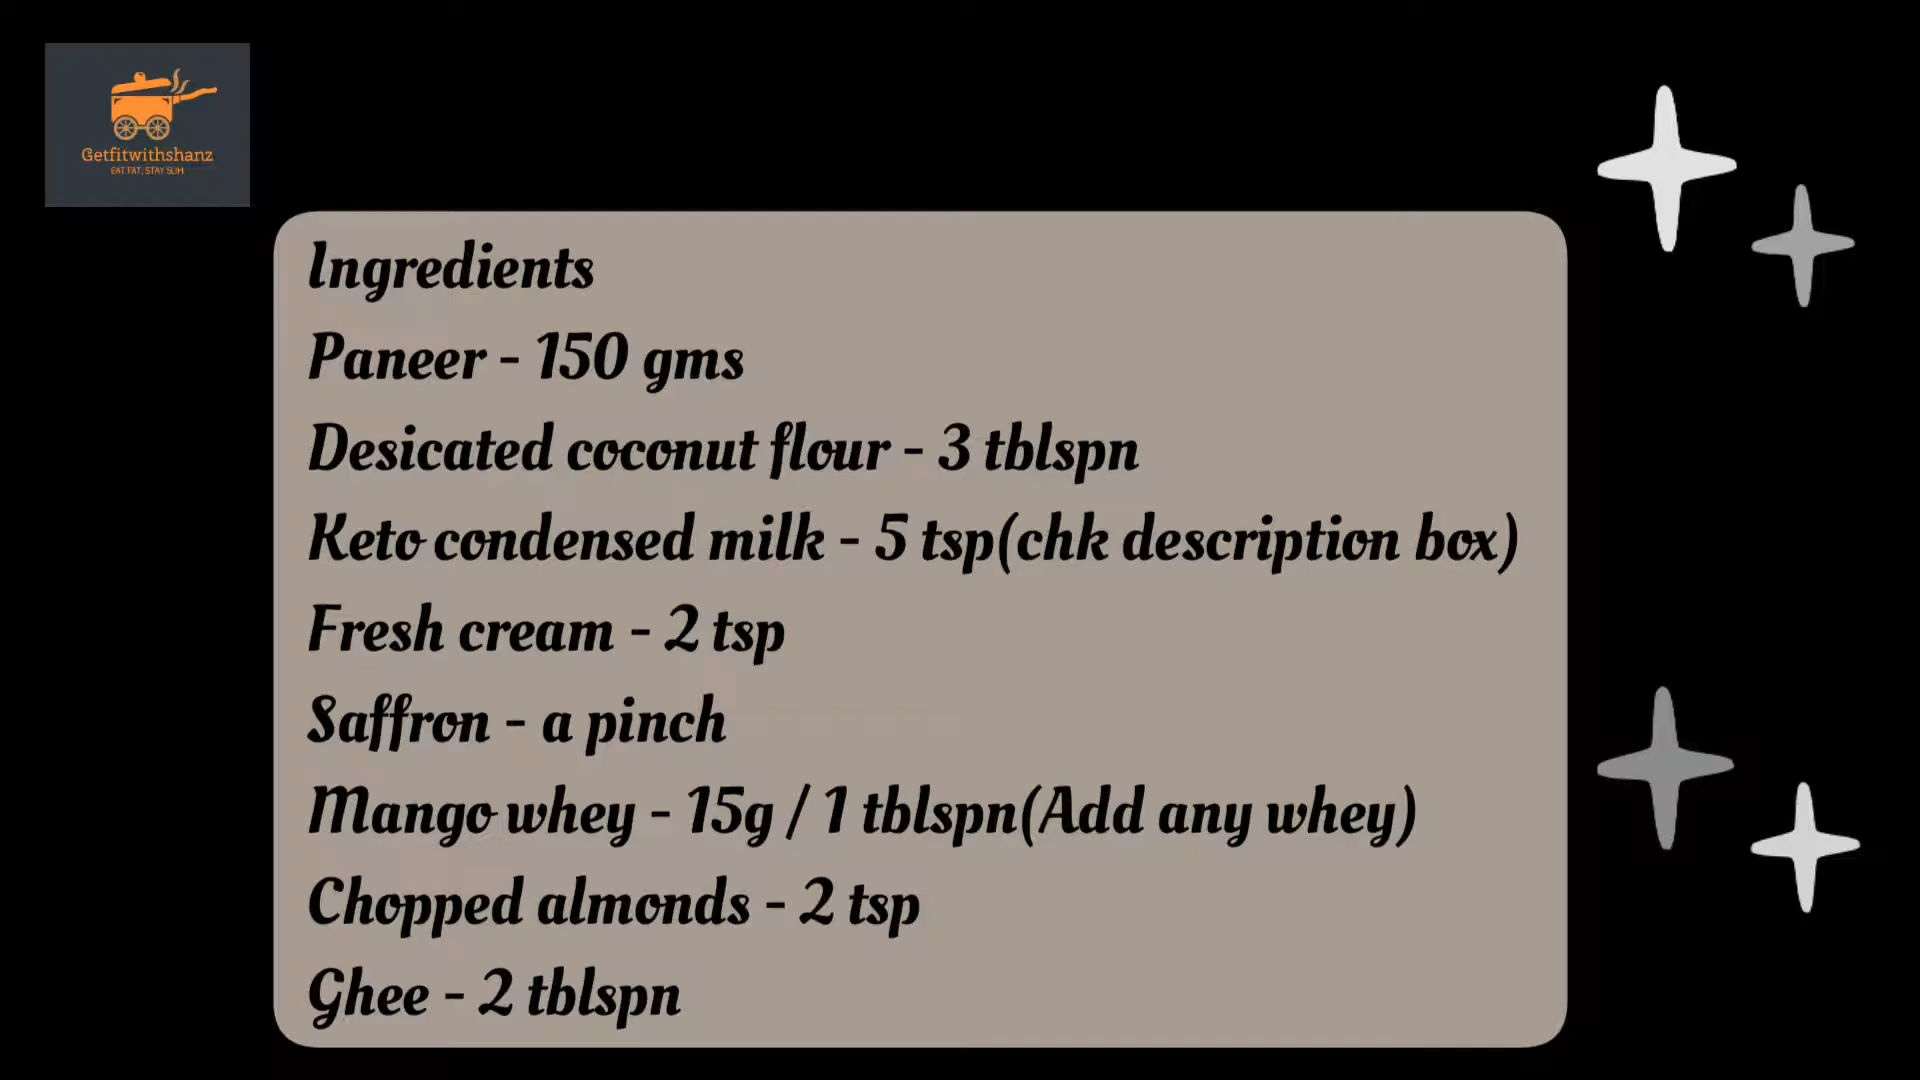 Getfitwithshanz
EAT FAT, STAY SLIM
Ingredients
Paneer - 150 gms
Desicated coconut flour - 3 tblspn
Keto condensed milk - 5 tsp(chk description box)
Fresh cream - 2 tsp
Saffron - a pinch
Mango whey - 15g / 1 tblspn(Add any whey)
Chopped almonds - 2 tsp
Ghee - 2 tblspn